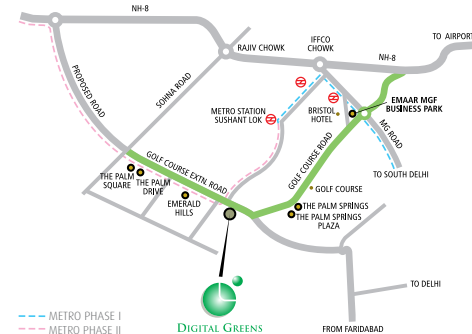 NH-8
TO AIRPORT
IFFCO
CHOWK
RAJIV CHOWK
NH-8
PROPOSED ROAD
SOHNA ROAD
EMAAR MGF
BUSINESS PARK
METRO STATION
SUSHANT LOK
BRISTOL
HOTEL
MG ROAD
GOLF COURSE ROAD
TO SOUTH DELHI
GOLF COURSE EXTN. ROAD
THE PALM
SQUARE
THE PALM
DRIVE
EMERALD
HILLS
GOLF COURSE
THE PALM SPRINGS
THE PALM SPRINGS
PLAZA
TO DELHI
METRO PHASE I
METRO PHASE II
DIGITAL GREENS
FROM FARIDABAD